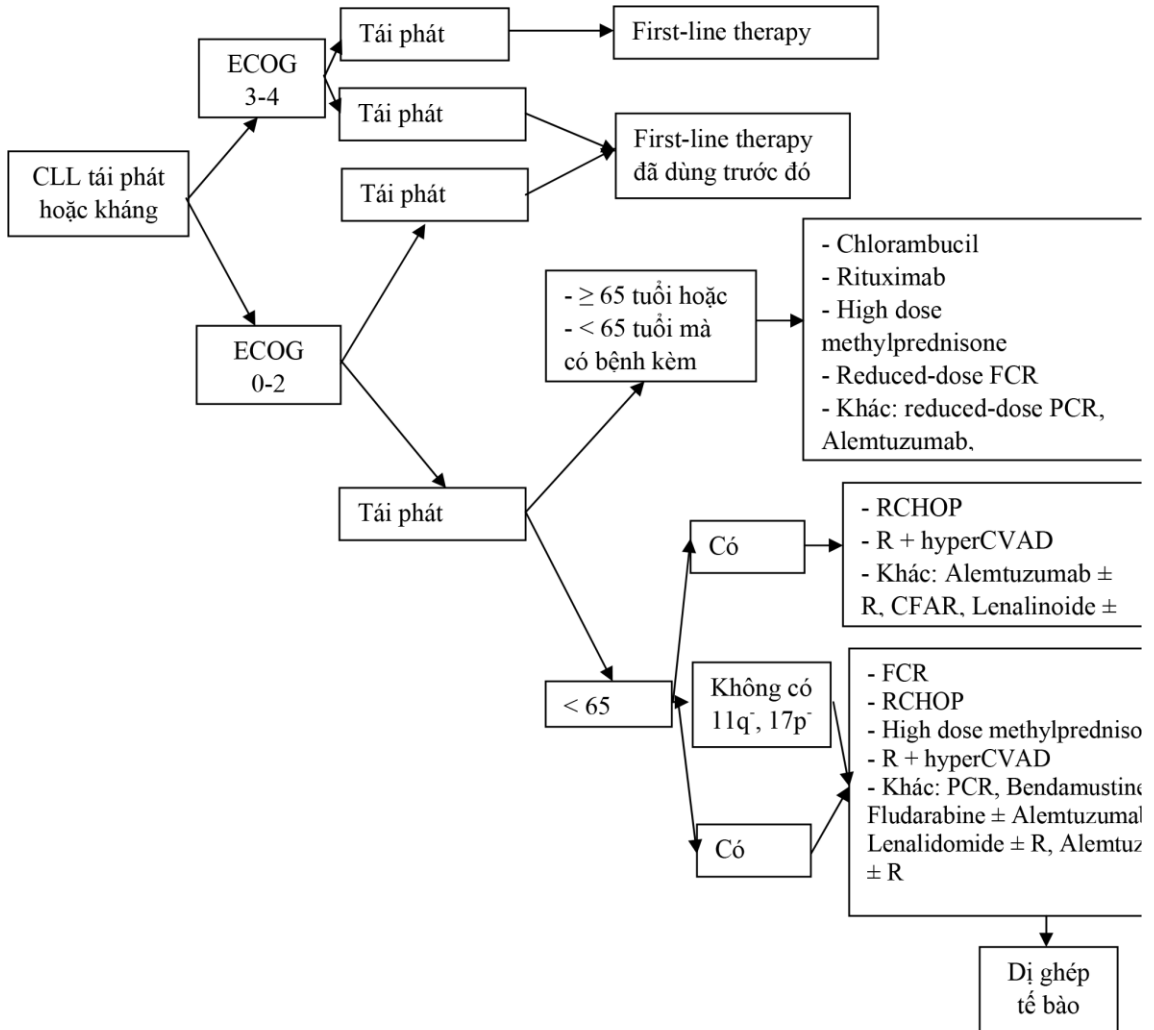 Tái phát
First-line therapy
ECOG
3-4
Tái phát
First-line therapy
đã dùng trước đó
CLL tái phát
hoặc kháng
Tái phát
- Chlorambucil
- Rituximab
- High dose
methylprednisone
- Reduced-dose FCR
- Khác: reduced-dose PCR,
Alemtuzumab,
- ≥ 65 tuổi hoặc
- < 65 tuổi mà
có bệnh kèm
ECOG
0-2
Tái phát
Có
- RCHOP
- R + hyperCVAD
- Khác: Alemtuzumab ±
R, CFAR, Lenalinoide ±
< 65
Không có
11q⁻, 17p⁻
- FCR
- RCHOP
- High dose methylpredniso
- R + hyperCVAD
- Khác: PCR, Bendamustine
Fludarabine ± Alemtuzumab
Lenalidomide ± R, Alemtuz
± R
Có
Dị ghép
tế bào